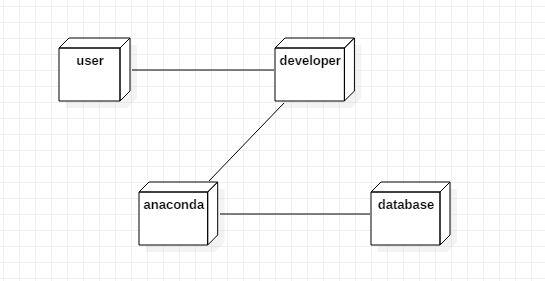 user
developer
anaconda
database